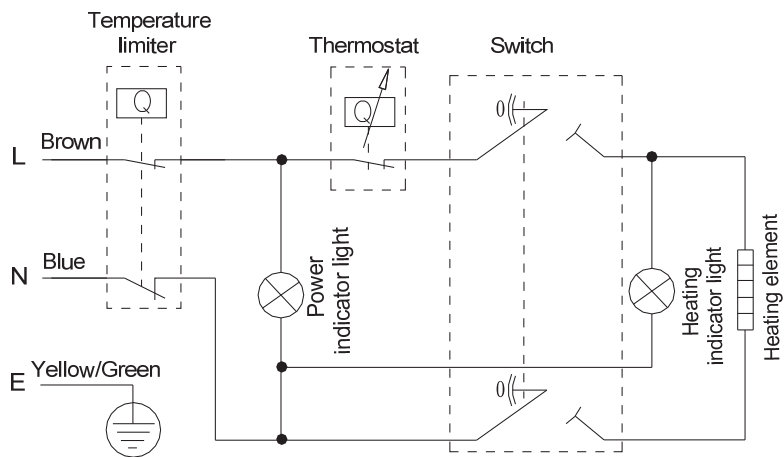 Temperature
limiter
Thermostat
Switch
Q
Q
0
L
Brown
N
Blue
Power
indicator light
Heating
indicator light
Heating element
E
Yellow/Green
0